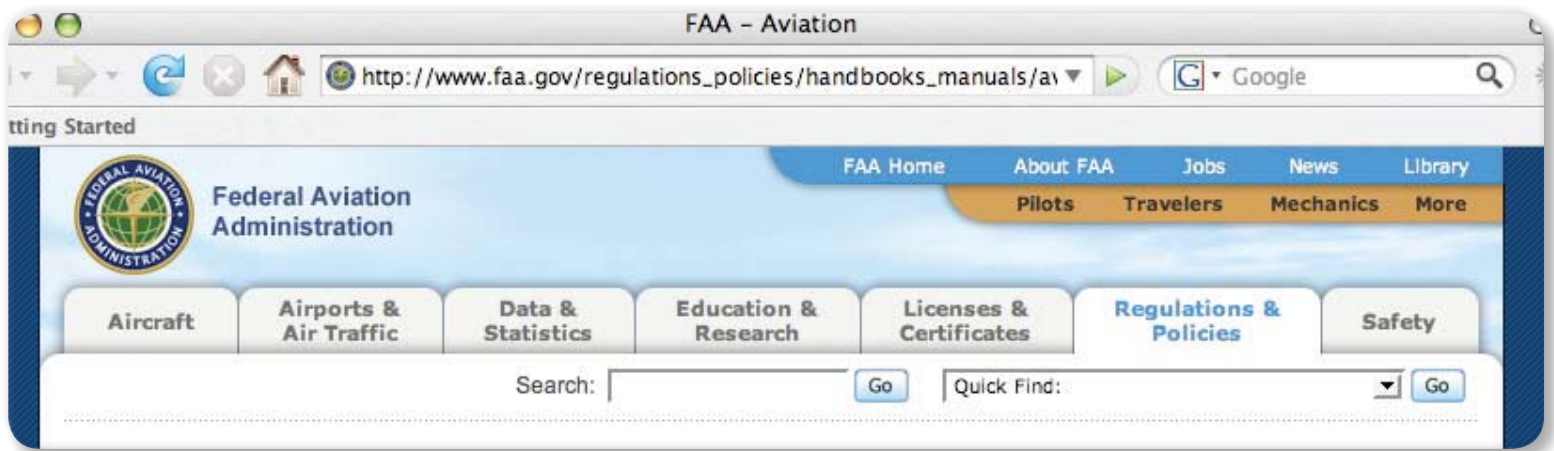 FAA – Aviation
http://www.faa.gov/regulations_policies/handbooks_manuals/av
G Google
tting Started
FAA Home About FAA Jobs News Library
Pilots Travelers Mechanics More
FEDERAL AVIATION ADMINISTRATION
Federal Aviation
Administration
Aircraft
Airports &
Air Traffic
Data &
Statistics
Education &
Research
Licenses &
Certificates
Regulations &
Policies
Safety
Search: Go Quick Find: Go